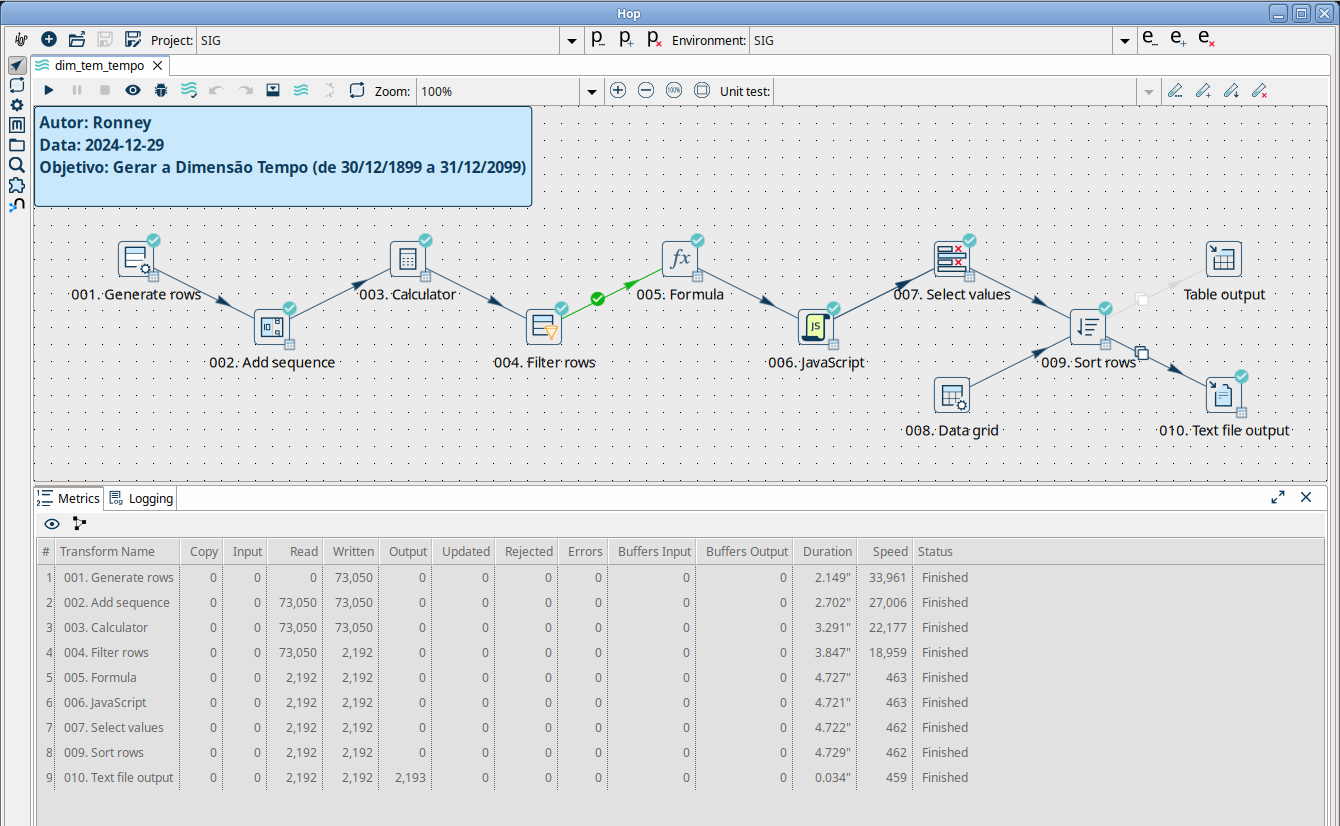 Hop
Project: SIG Environment: SIG
dim_tem_tempo
Zoom: 100% 100% Unit test:
Autor: Ronney
Data: 2024-12-29
Objetivo: Gerar a Dimensão Tempo (de 30/12/1899 a 31/12/2099)
001. Generate rows 003. Calculator 005. Formula 007. Select values Table output
002. Add sequence 004. Filter rows 006. JavaScript 009. Sort rows
008. Data grid 010. Text file output
Metrics Logging
# Transform Name Copy Input Read Written Output Updated Rejected Errors Buffers Input Buffers Output Duration Speed Status
1 001. Generate rows 0 0 0 73,050 0 0 0 0 0 0 2.149" 33,961 Finished
2 002. Add sequence 0 0 73,050 73,050 0 0 0 0 0 0 2.702" 27,006 Finished
3 003. Calculator 0 0 73,050 73,050 0 0 0 0 0 0 3.291" 22,177 Finished
4 004. Filter rows 0 0 73,050 2,192 0 0 0 0 0 0 3.847" 18,959 Finished
5 005. Formula 0 0 2,192 2,192 0 0 0 0 0 0 4.727" 463 Finished
6 006. JavaScript 0 0 2,192 2,192 0 0 0 0 0 0 4.721" 463 Finished
7 007. Select values 0 0 2,192 2,192 0 0 0 0 0 0 4.722" 462 Finished
8 009. Sort rows 0 0 2,192 2,192 0 0 0 0 0 0 4.729" 462 Finished
9 010. Text file output 0 0 2,192 2,192 2,193 0 0 0 0 0 0.034" 459 Finished